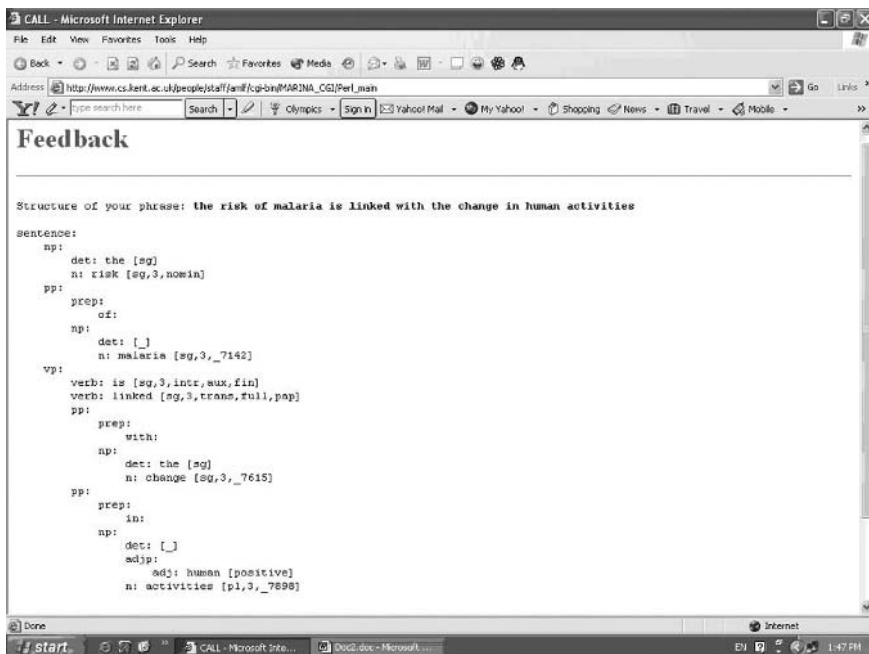 CALL - Microsoft Internet Explorer
File Edit View Favorites Tools Help
Back Search Favorites Media
Address http://www.cs.kent.ac.uk/people/staff/amf/cgi-bin/MARINA_CGI/Perl_main Go Links
Y! type search here Search Olympics Sign in Yahoo! Mail My Yahoo! Shopping News Travel Mobile
Feedback
Structure of your phrase: the risk of malaria is linked with the change in human activities
sentence:
np:
det: the [sg]
n: risk [sg,3,nomin]
pp:
prep:
of:
np:
det: [_]
n: malaria [sg,3,_7142]
vp:
verb: is [sg,3,intr,aux,fin]
verb: linked [sg,3,trans,full,pap]
pp:
prep:
with:
np:
det: the [sg]
n: change [sg,3,_7615]
pp:
prep:
in:
np:
det: [_]
adjp:
adj: human [positive]
n: activities [pl,3,_7898]
Done Internet
start CALL - Microsoft Inte... Doc2.doc - Microsoft ... EN 1:47 PM